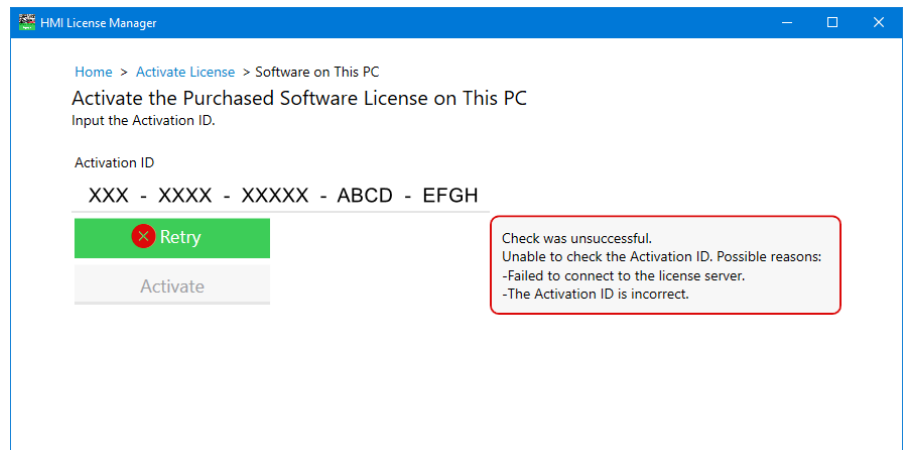 HMI License Manager
Home > Activate License > Software on This PC
Activate the Purchased Software License on This PC
Input the Activation ID.
Activation ID
XXX - XXXX - XXXXX - ABCD - EFGH
Retry
Activate
Check was unsuccessful.
Unable to check the Activation ID. Possible reasons:
-Failed to connect to the license server.
-The Activation ID is incorrect.